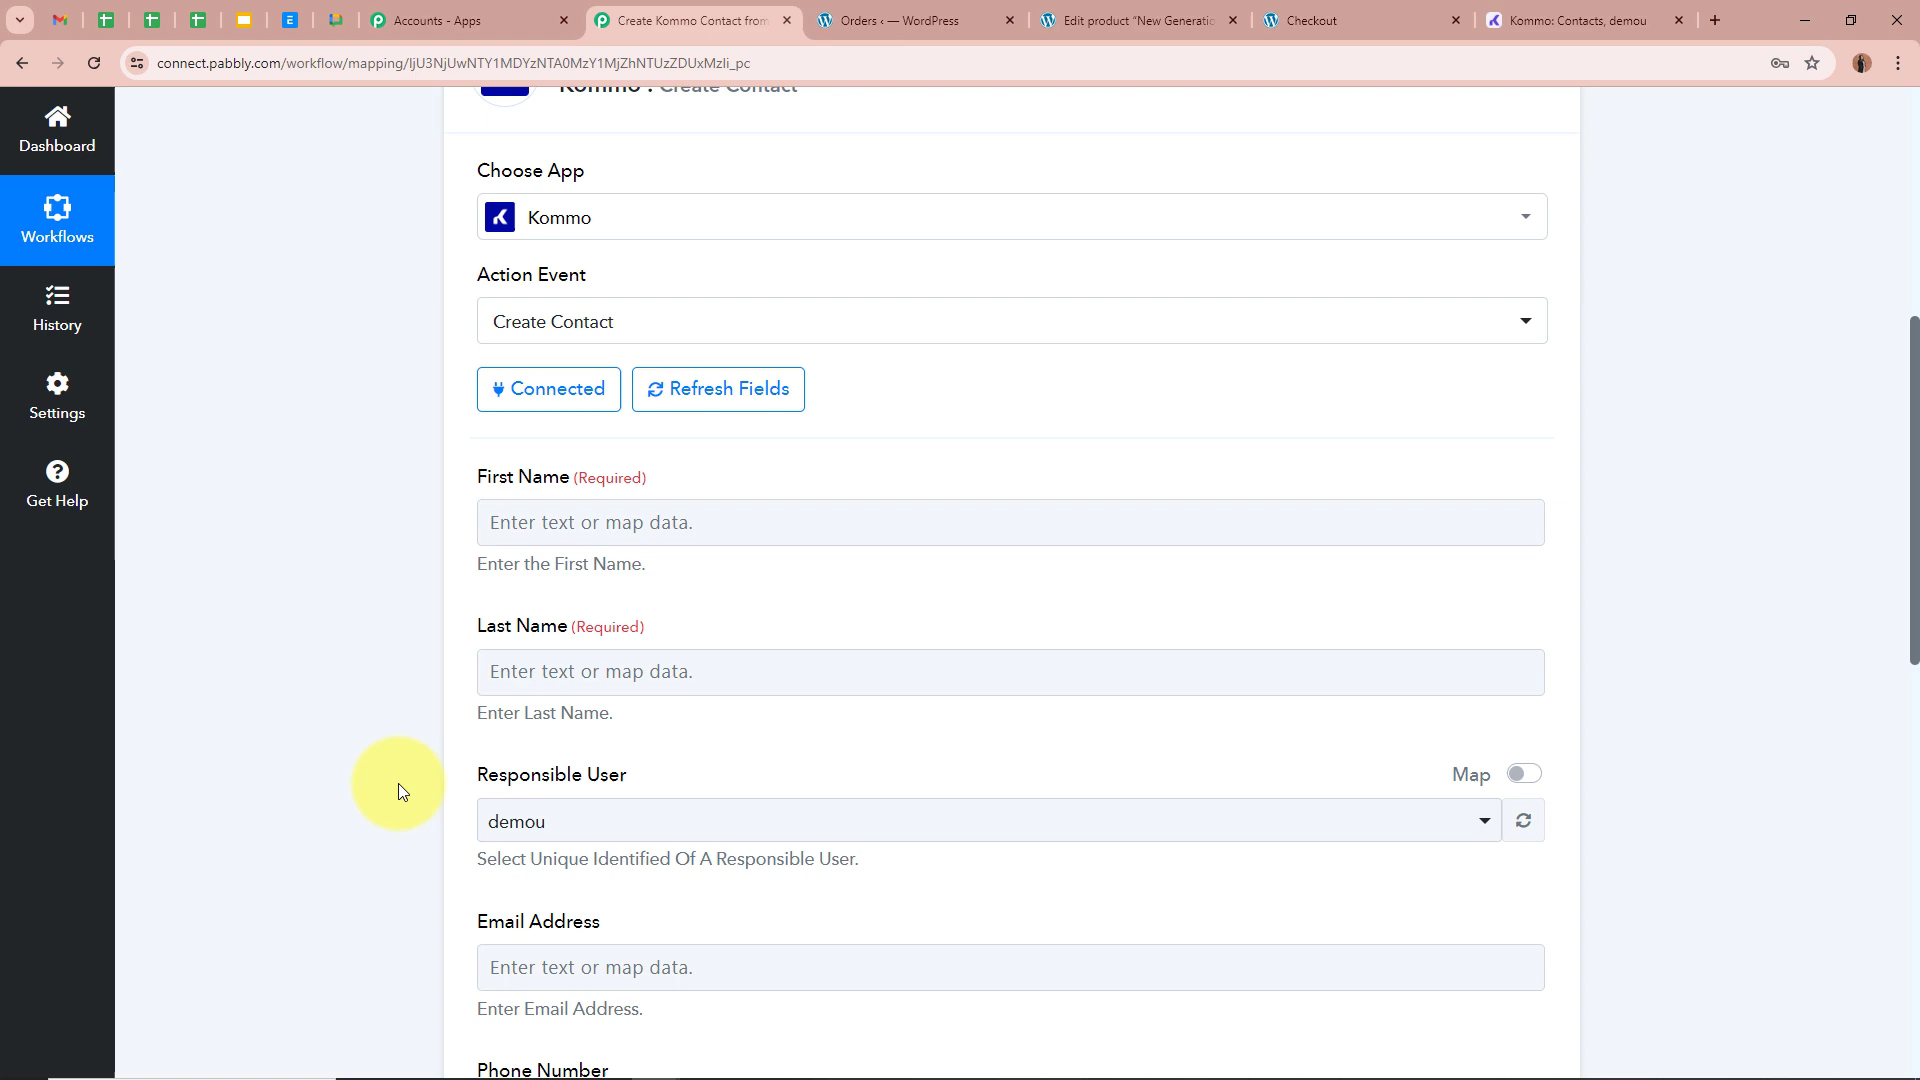 Accounts - Apps
Create Kommo Contact from
Orders ‹ — WordPress
Edit product "New Generatio
Checkout
Kommo: Contacts, demou
connect.pabbly.com/workflow/mapping/IjU3NjUwNTY1MDYzNTA0MzY1MjZhNTUzZDUxMzIi_pc
Kommo : Create Contact
Dashboard
Workflows
History
Settings
Get Help
Choose App
Kommo
Action Event
Create Contact
Connected
Refresh Fields
First Name (Required)
Enter text or map data.
Enter the First Name.
Last Name (Required)
Enter text or map data.
Enter Last Name.
Responsible User
Map
demou
Select Unique Identified Of A Responsible User.
Email Address
Enter text or map data.
Enter Email Address.
Phone Number